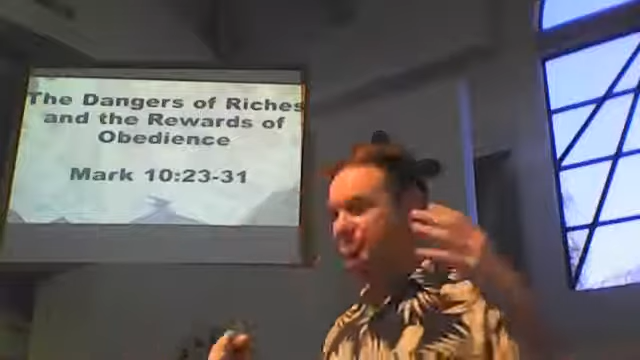 The Dangers of Riches
and the Rewards of
Obedience
Mark 10:23-31